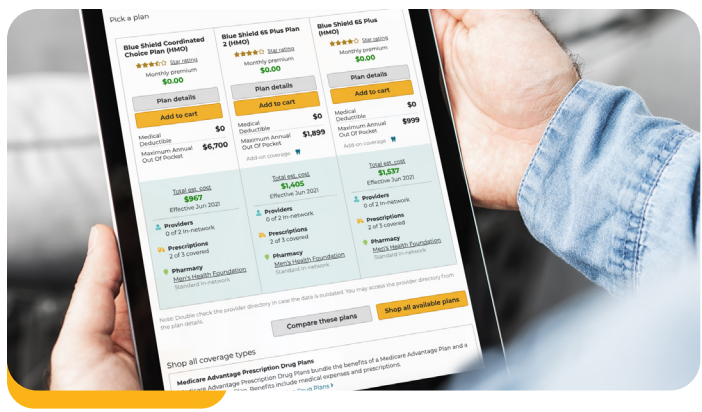 Pick a plan
Blue Shield Coordinated
Choice Plan (HMO)
Star rating
Monthly premium
$0.00
Plan details
Add to cart
Medical
Deductible
$0
Maximum Annual
Out Of Pocket
$6,700
Total est. cost
$967
Effective Jun 2021
Providers
0 of 2 In-network
Prescriptions
2 of 3 covered
Pharmacy
Men's Health Foundation
Standard In-network
Blue Shield 65 Plus Plan
2 (HMO)
Star rating
Monthly premium
$0.00
Plan details
Add to cart
Medical
Deductible
$0
Maximum Annual
Out Of Pocket
$1,899
Add-on coverage
Total est. cost
$1,405
Effective Jun 2021
Providers
0 of 2 In-network
Prescriptions
2 of 3 covered
Pharmacy
Men's Health Foundation
Standard In-network
Blue Shield 65 Plus
(HMO)
Star rating
Monthly premium
$0.00
Plan details
Add to cart
Medical
Deductible
$0
Maximum Annual
Out Of Pocket
$999
Add-on coverage
Total est. cost
$1,537
Effective Jun 2021
Providers
0 of 2 In-network
Prescriptions
2 of 3 covered
Pharmacy
Men's Health Foundation
Standard In-network
Note: Double check the provider directory in case the data is outdated. You may access the provider directory from
the plan details.
Compare these plans
Shop all available plans
Shop all coverage types
Medicare Advantage Prescription Drug Plans
Medicare Advantage Prescription Drug Plans bundle the benefits of a Medicare Advantage Plan and a
Plan. Benefits include medical expenses and prescriptions.
Drug Plans